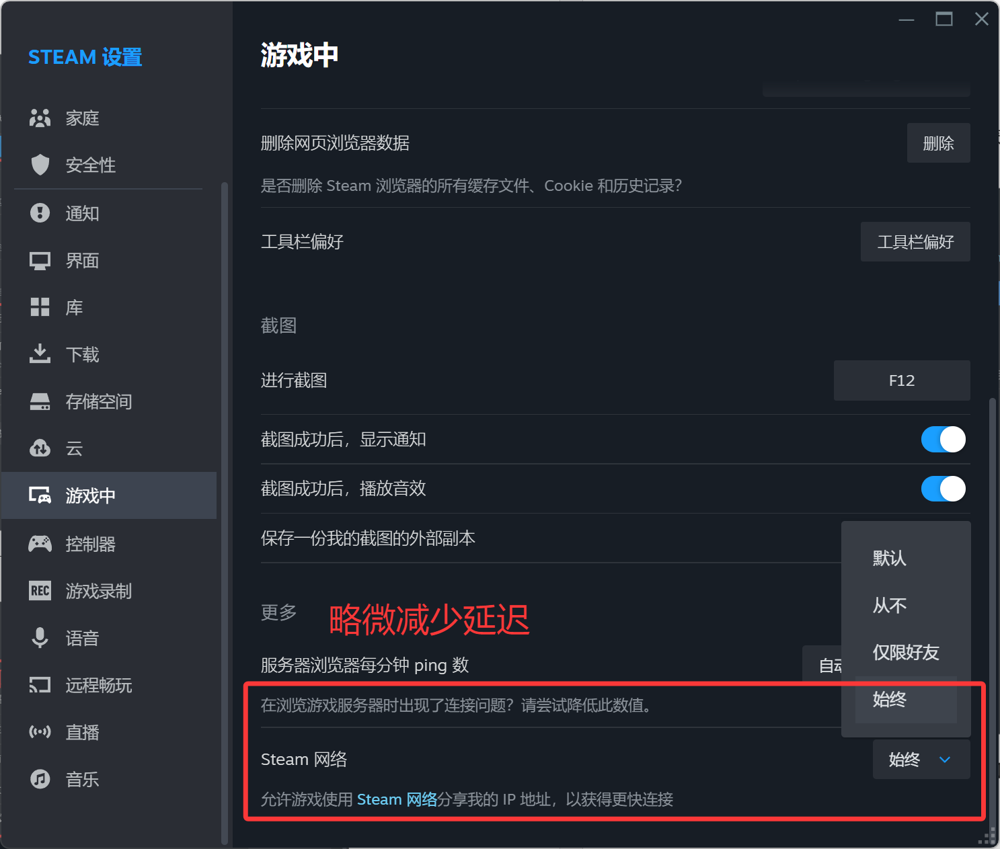 STEAM 设置
家庭
安全性
通知
界面
库
下载
存储空间
云
游戏中
控制器
REC 游戏录制
语音
远程畅玩
直播
音乐
游戏中
删除网页浏览器数据
删除
是否删除 Steam 浏览器的所有缓存文件、Cookie 和历史记录？
工具栏偏好
工具栏偏好
截图
进行截图
F12
截图成功后，显示通知
截图成功后，播放音效
保存一份我的截图的外部副本
默认
从不
仅限好友
始终
更多
略微减少延迟
服务器浏览器每分钟 ping 数
自动
在浏览游戏服务器时出现了连接问题？请尝试降低此数值。
Steam 网络
始终
允许游戏使用 Steam 网络分享我的 IP 地址，以获得更快连接